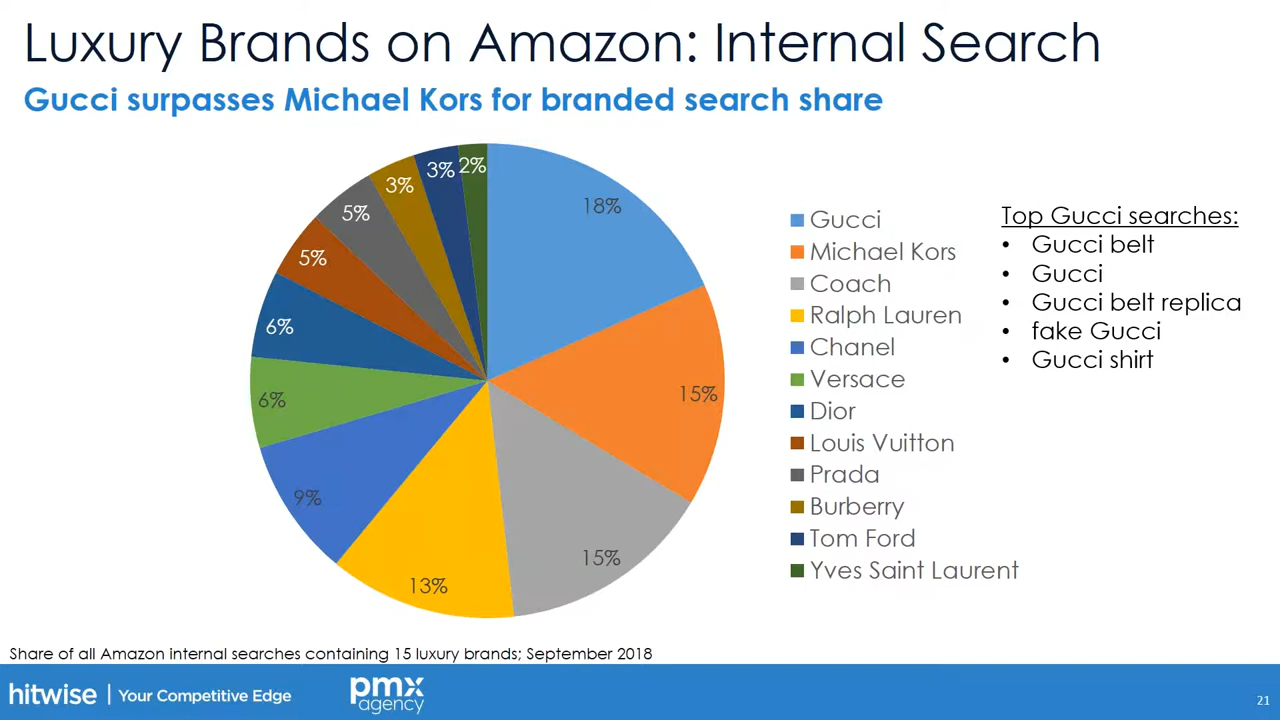 Luxury Brands on Amazon: Internal Search
Gucci surpasses Michael Kors for branded search share
18%
15%
15%
13%
9%
6%
6%
5%
5%
3%
3%
2%
Gucci
Michael Kors
Coach
Ralph Lauren
Chanel
Versace
Dior
Louis Vuitton
Prada
Burberry
Tom Ford
Yves Saint Laurent
Top Gucci searches:
• Gucci belt
• Gucci
• Gucci belt replica
• fake Gucci
• Gucci shirt
Share of all Amazon internal searches containing 15 luxury brands; September 2018
hitwise | Your Competitive Edge
pmx
agency
21